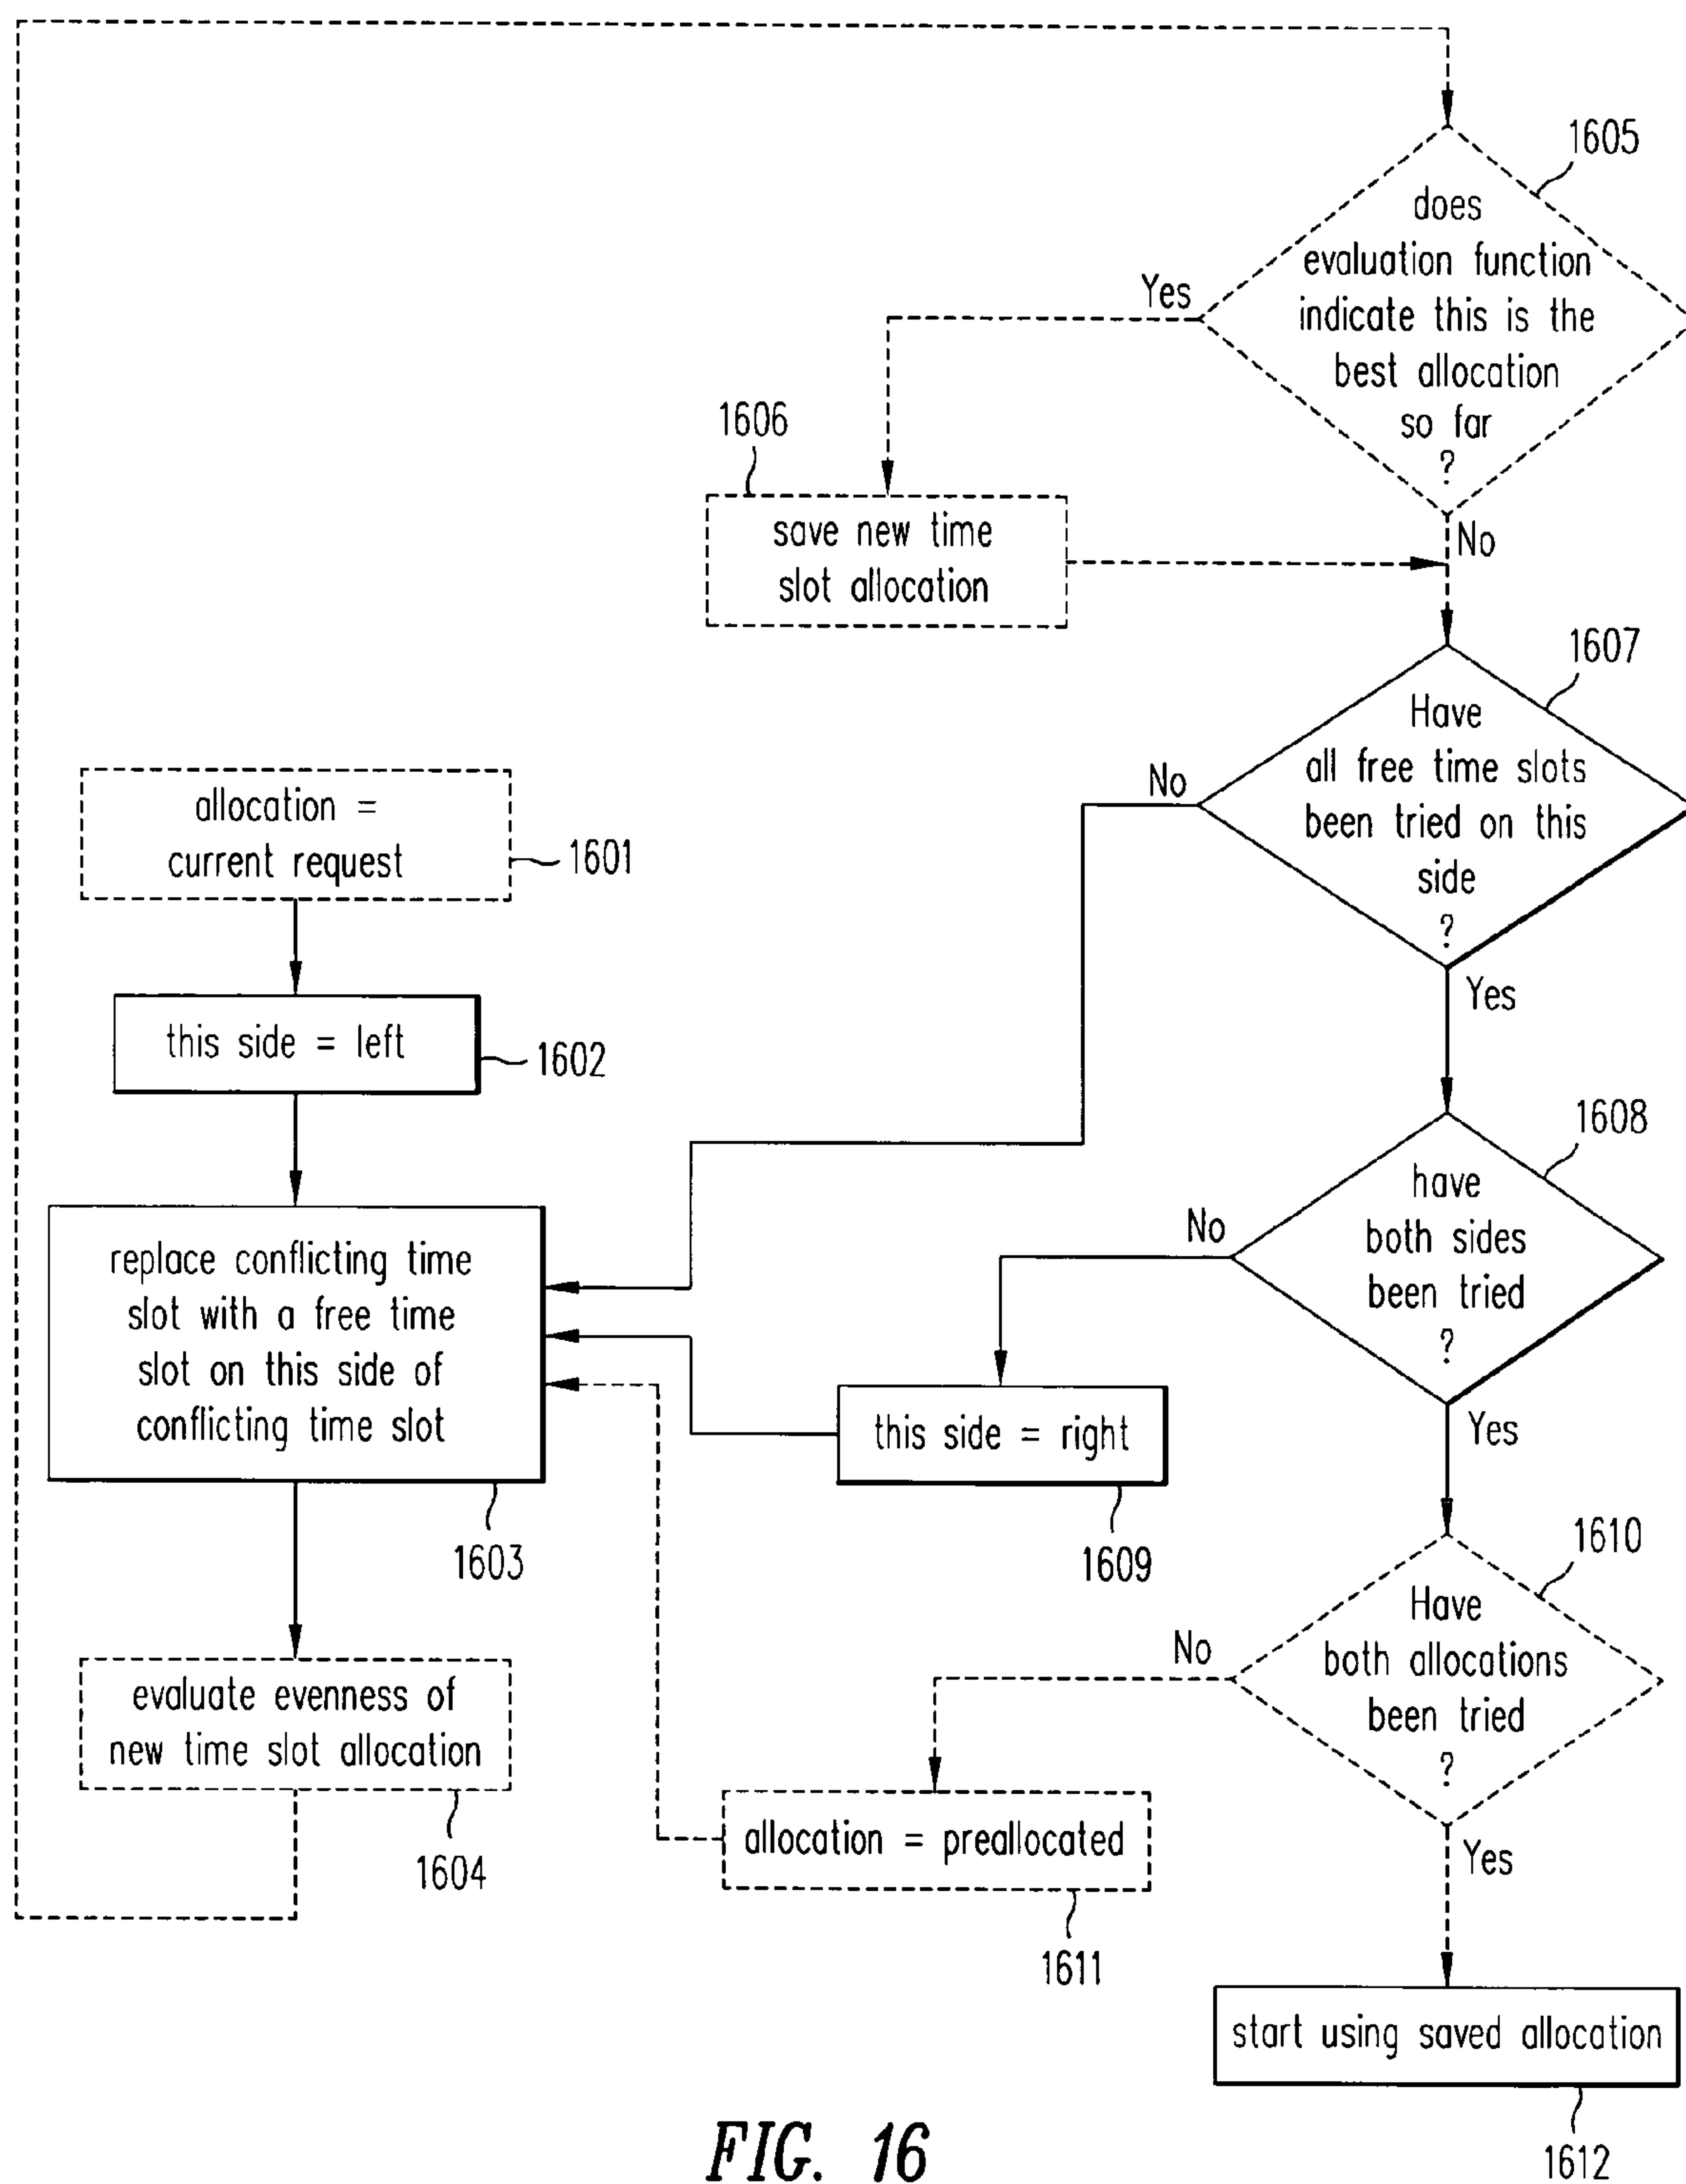 1605
does
evaluation function
indicate this is the
best allocation
so far
?
Yes
No
1606
save new time
slot allocation
1607
Have
all free time slots
been tried on this
side
?
No
Yes
allocation =
current request
1601
this side = left
1602
1608
have
both sides
been tried
?
No
Yes
replace conflicting time
slot with a free time
slot on this side of
conflicting time slot
1603
this side = right
1609
1610
Have
both allocations
been tried
?
No
Yes
evaluate evenness of
new time slot allocation
1604
allocation = preallocated
1611
start using saved allocation
1612
FIG. 16